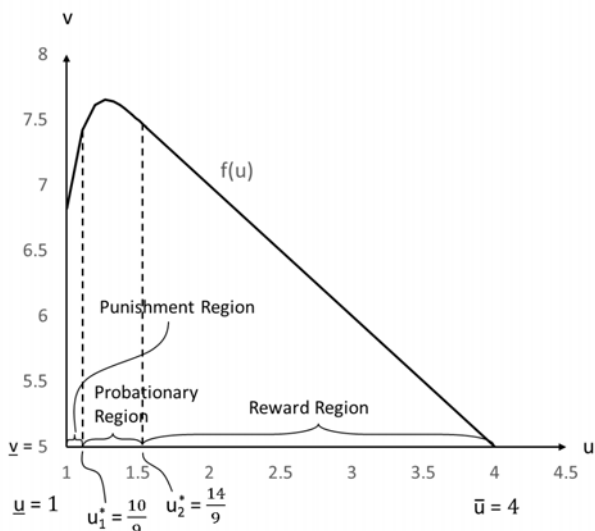 v
8
7.5
7
6.5
6
5.5
v = 5
f(u)
Punishment Region
Probationary
Region
Reward Region
u
1
1.5
2
2.5
3
3.5
4
4.5
u = 1
u₁* = 10/9
u₂* = 14/9
ū = 4